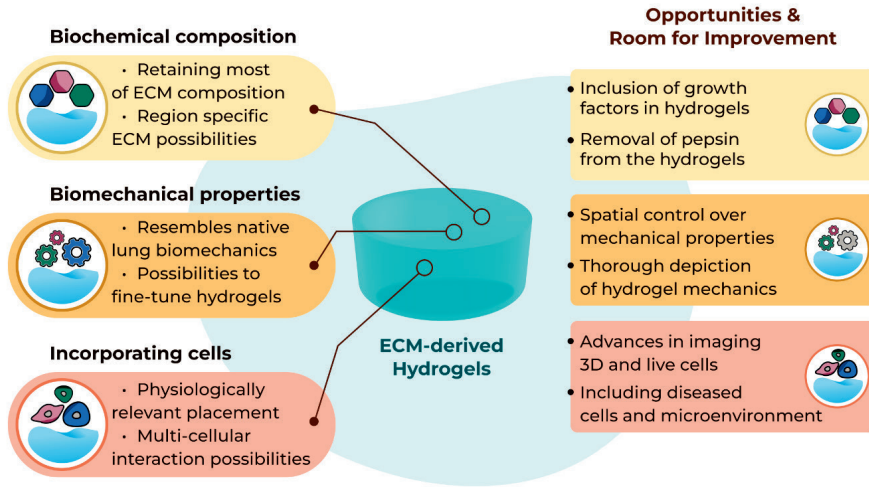 Biochemical composition
• Retaining most
of ECM composition
• Region specific
ECM possibilities
Biomechanical properties
• Resembles native
lung biomechanics
• Possibilities to
fine-tune hydrogels
Incorporating cells
• Physiologically
relevant placement
• Multi-cellular
interaction possibilities
ECM-derived
Hydrogels
Opportunities &
Room for Improvement
• Inclusion of growth
factors in hydrogels
• Removal of pepsin
from the hydrogels
• Spatial control over
mechanical properties
• Thorough depiction
of hydrogel mechanics
• Advances in imaging
3D and live cells
• Including diseased
cells and microenvironment